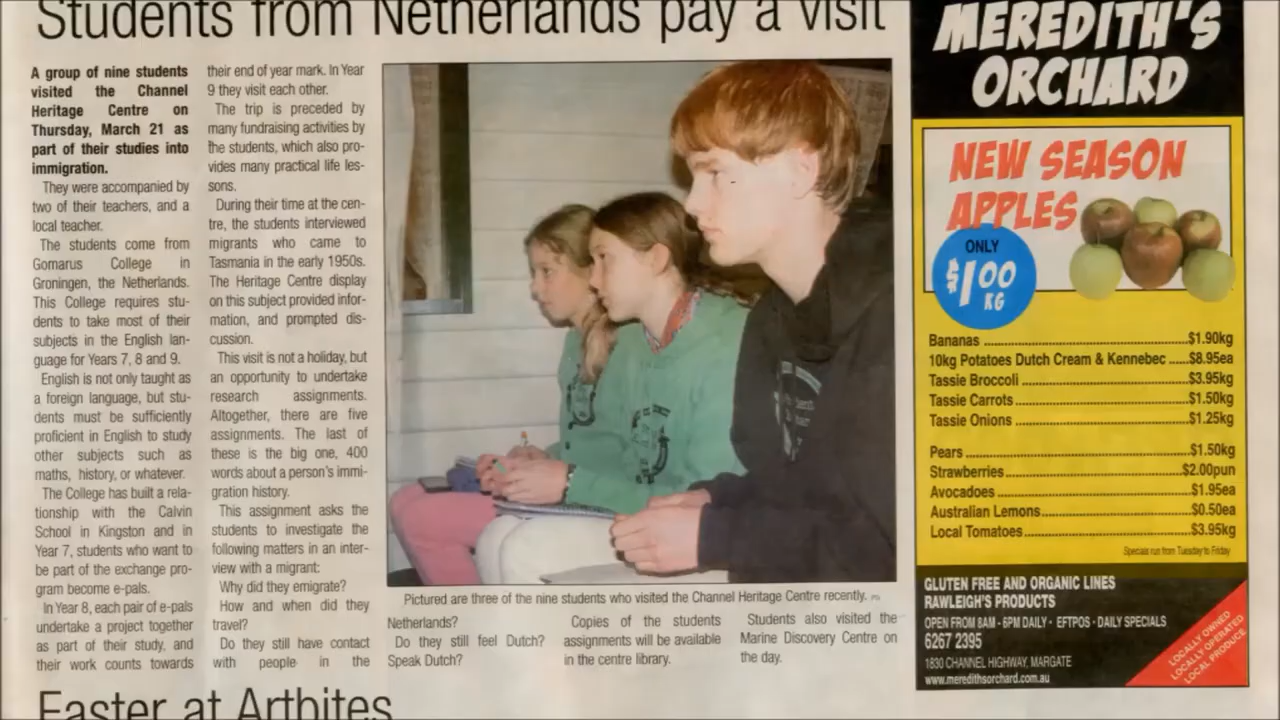 Students from Netherlands pay a visit
A group of nine students
visited the Channel
Heritage Centre on
Thursday, March 21 as
part of their studies into
immigration.
They were accompanied by
two of their teachers, and a
local teacher.
The students come from
Gomarus College in
Groningen, the Netherlands.
This College requires stu-
dents to take most of their
subjects in the English lan-
guage for Years 7, 8 and 9.
English is not only taught as
a foreign language, but stu-
dents must be sufficiently
proficient in English to study
other subjects such as
maths, history, or whatever.
The College has built a rela-
tionship with the Calvin
School in Kingston and in
Year 7, students who want to
be part of the exchange pro-
gram become e-pals.
In Year 8, each pair of e-pals
undertake a project together
as part of their study, and
their work counts towards
their end of year mark. In Year
9 they visit each other.
The trip is preceded by
many fundraising activities by
the students, which also pro-
vides many practical life les-
sons.
During their time at the cen-
tre, the students interviewed
migrants who came to
Tasmania in the early 1950s.
The Heritage Centre display
on this subject provided infor-
mation, and prompted dis-
cussion.
This visit is not a holiday, but
an opportunity to undertake
research assignments.
Altogether, there are five
assignments. The last of
these is the big one, 400
words about a person's immi-
gration history.
This assignment asks the
students to investigate the
following matters in an inter-
view with a migrant:
Why did they emigrate?
How and when did they
travel?
Do they still have contact
with people in the
Pictured are three of the nine students who visited the Channel Heritage Centre recently.
Netherlands?
Do they still feel Dutch?
Speak Dutch?
Copies of the students
assignments will be available
in the centre library.
Students also visited the
Marine Discovery Centre on
the day.
Easter at Artbites
MEREDITH'S
ORCHARD
NEW SEASON
APPLES
ONLY
$1.00
KG
Bananas $1.90kg
10kg Potatoes Dutch Cream & Kennebec $8.95ea
Tassie Broccoli $3.95kg
Tassie Carrots $1.50kg
Tassie Onions $1.25kg
Pears $1.50kg
Strawberries $2.00pun
Avocadoes $1.95ea
Australian Lemons $0.50ea
Local Tomatoes $3.95kg
Specials run from Tuesday to Friday
GLUTEN FREE AND ORGANIC LINES
RAWLEIGH'S PRODUCTS
OPEN FROM 8AM - 6PM DAILY • EFTPOS • DAILY SPECIALS
6267 2395
1830 CHANNEL HIGHWAY, MARGATE
www.meredithsorchard.com.au
LOCALLY OWNED
LOCALLY OPERATED
LOCAL PRODUCE